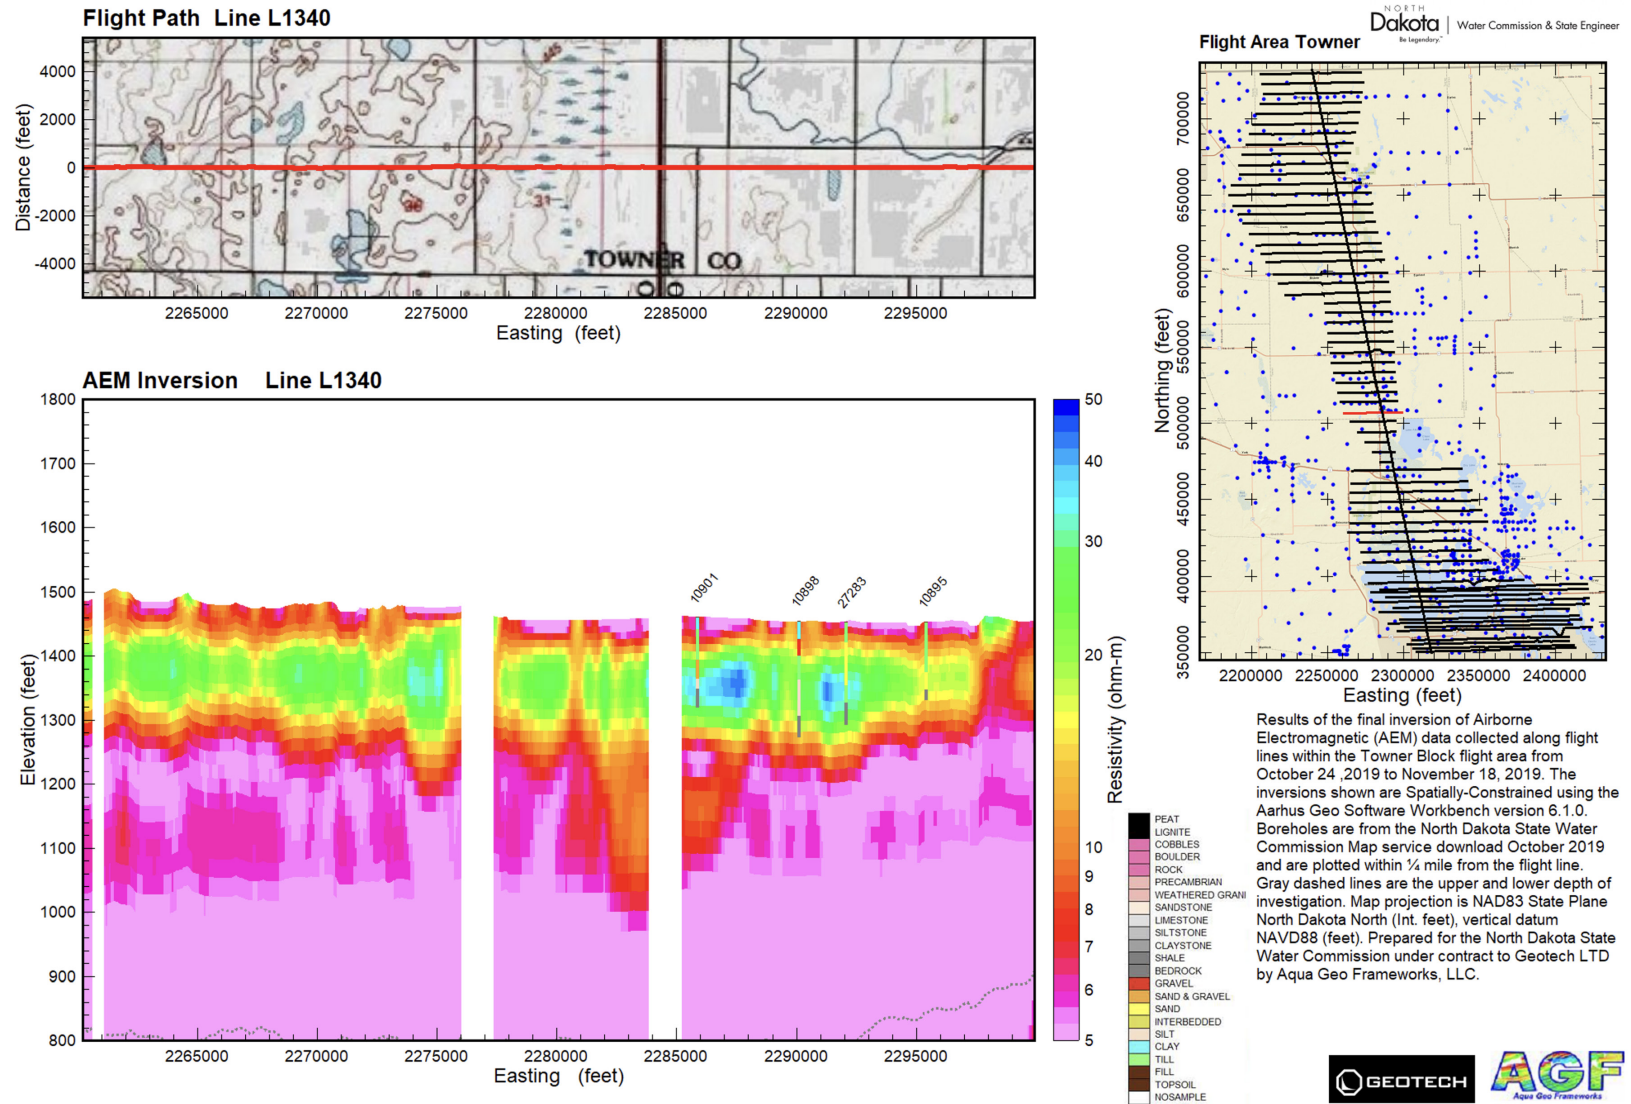 Flight Path Line L1340
4000
2000
0
-2000
-4000
Distance (feet)
445
36
31
TOWNER CO
2265000 2270000 2275000 2280000 2285000 2290000 2295000
Easting (feet)
AEM Inversion Line L1340
1800
1700
1600
1500
1400
1300
1200
1100
1000
900
800
Elevation (feet)
10901
10898
27283
10895
2265000 2270000 2275000 2280000 2285000 2290000 2295000
Easting (feet)
50
40
30
20
10
9
8
7
6
5
Resistivity (ohm-m)
NORTH
Dakota
Be Legendary.™
Water Commission & State Engineer
Flight Area Towner
700000
650000
600000
550000
500000
450000
400000
350000
Northing (feet)
2200000 2250000 2300000 2350000 2400000
Easting (feet)
PEAT
LIGNITE
COBBLES
BOULDER
ROCK
PRECAMBRIAN
WEATHERED GRANI
SANDSTONE
LIMESTONE
SILTSTONE
CLAYSTONE
SHALE
BEDROCK
GRAVEL
SAND & GRAVEL
SAND
INTERBEDDED
SILT
CLAY
TILL
FILL
TOPSOIL
NOSAMPLE
Results of the final inversion of Airborne
Electromagnetic (AEM) data collected along flight
lines within the Towner Block flight area from
October 24 ,2019 to November 18, 2019. The
inversions shown are Spatially-Constrained using the
Aarhus Geo Software Workbench version 6.1.0.
Boreholes are from the North Dakota State Water
Commission Map service download October 2019
and are plotted within ¼ mile from the flight line.
Gray dashed lines are the upper and lower depth of
investigation. Map projection is NAD83 State Plane
North Dakota North (Int. feet), vertical datum
NAVD88 (feet). Prepared for the North Dakota State
Water Commission under contract to Geotech LTD
by Aqua Geo Frameworks, LLC.
GEOTECH
AGF
Aqua Geo Frameworks